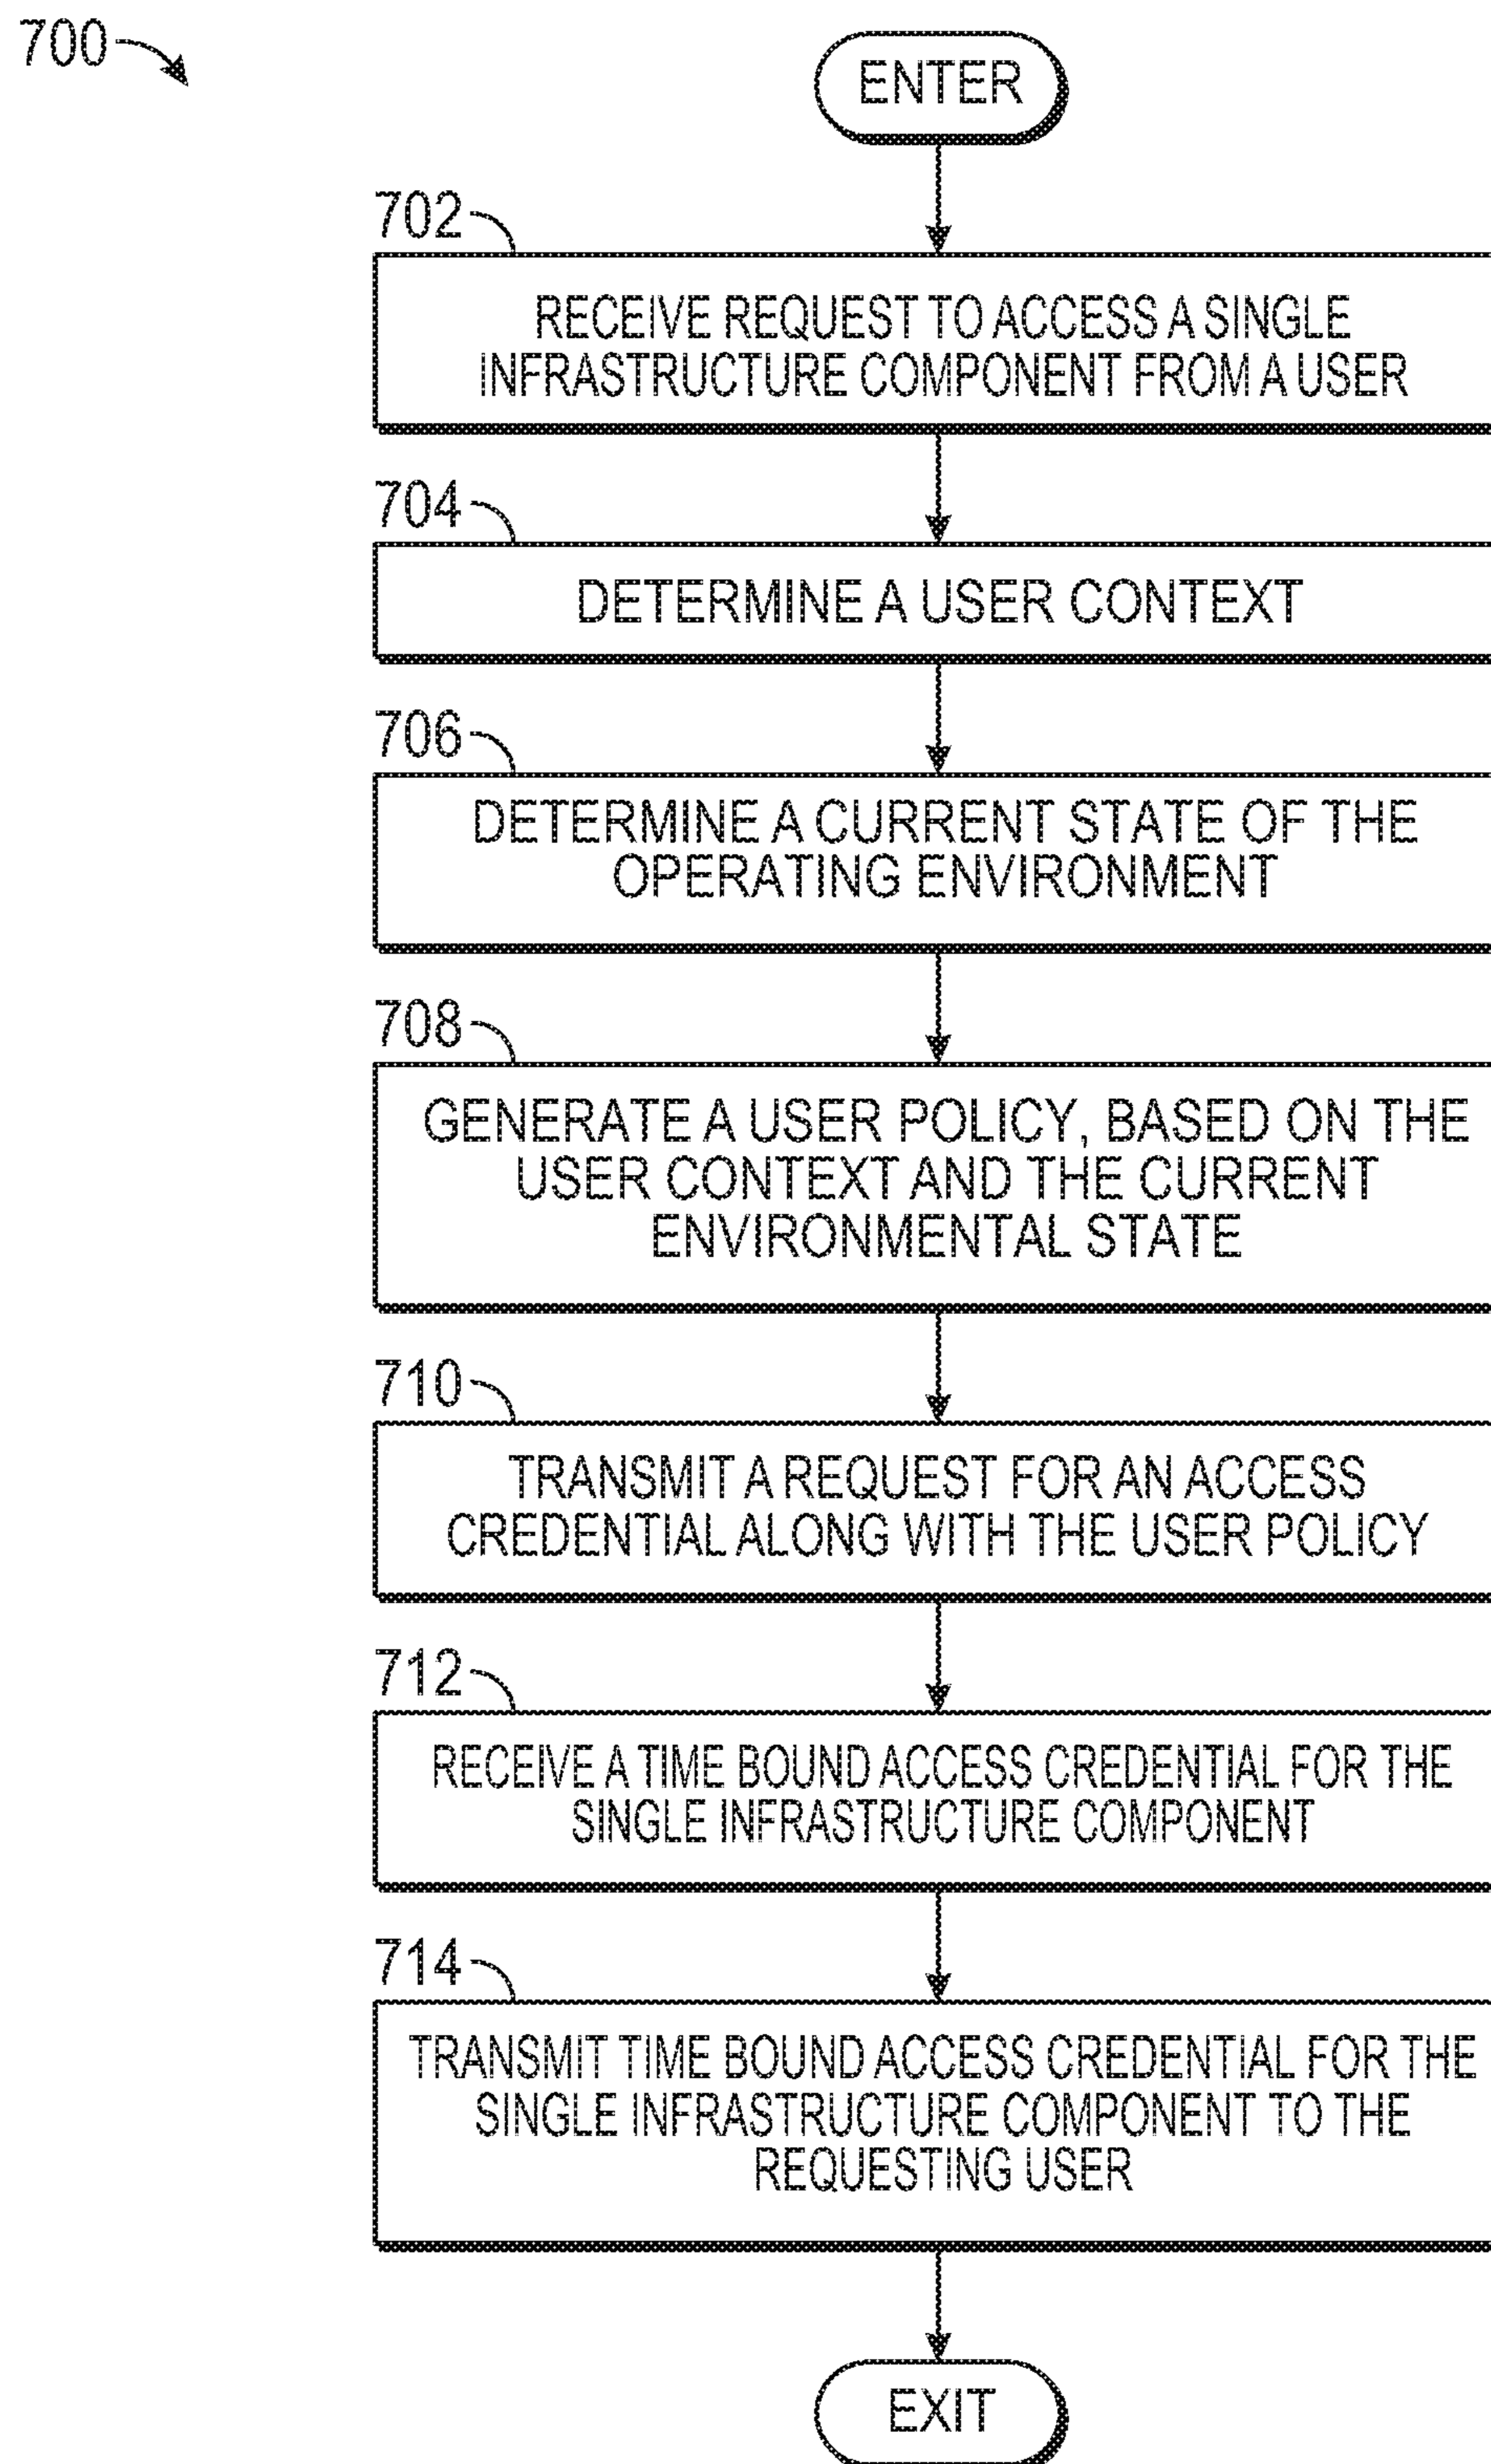 700
ENTER
702
RECEIVE REQUEST TO ACCESS A SINGLE
INFRASTRUCTURE COMPONENT FROM A USER
704
DETERMINE A USER CONTEXT
706
DETERMINE A CURRENT STATE OF THE
OPERATING ENVIRONMENT
708
GENERATE A USER POLICY, BASED ON THE
USER CONTEXT AND THE CURRENT
ENVIRONMENTAL STATE
710
TRANSMIT A REQUEST FOR AN ACCESS
CREDENTIAL ALONG WITH THE USER POLICY
712
RECEIVE A TIME BOUND ACCESS CREDENTIAL FOR THE
SINGLE INFRASTRUCTURE COMPONENT
714
TRANSMIT TIME BOUND ACCESS CREDENTIAL FOR THE
SINGLE INFRASTRUCTURE COMPONENT TO THE
REQUESTING USER
EXIT